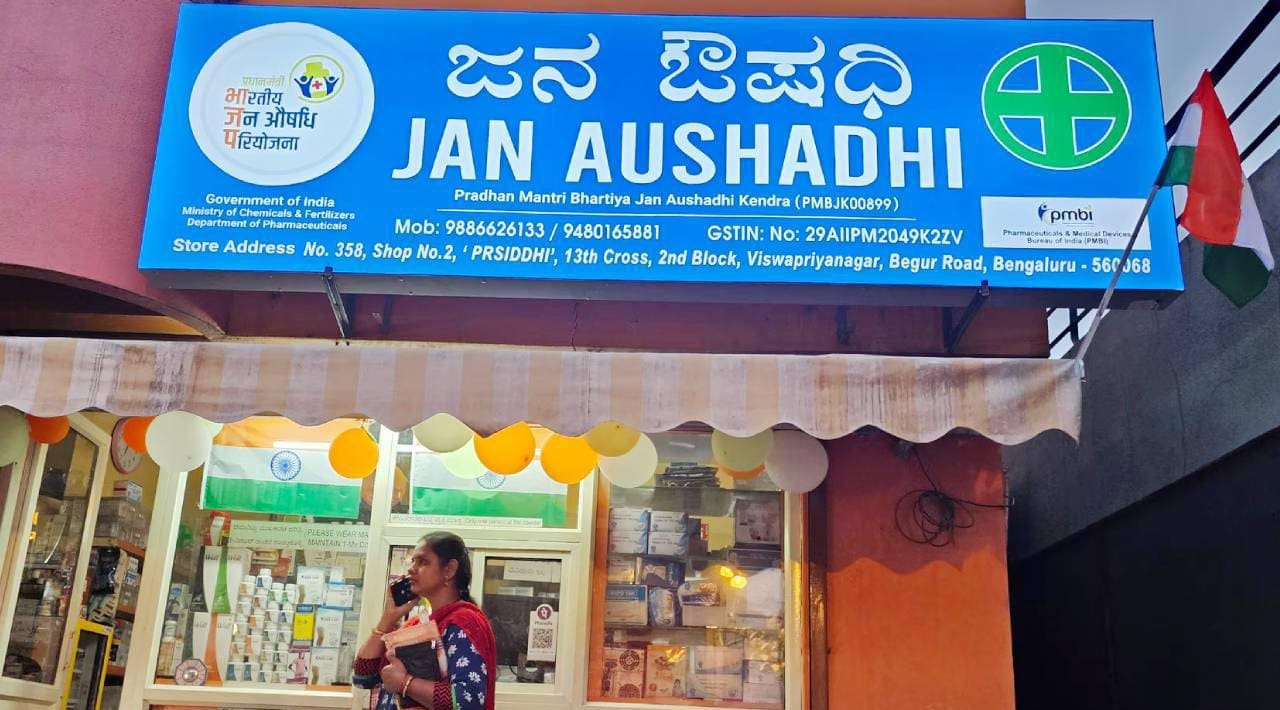 प्रधानमंत्री
भारतीय
जन औषधि
परियोजना
Government of India
Ministry of Chemicals & Fertilizers
Department of Pharmaceuticals
ಜನ ಔಷಧಿ
JAN AUSHADHI
Pradhan Mantri Bhartiya Jan Aushadhi Kendra (PMBJK00899)
Mob: 9886626133 / 9480165881
GSTIN: No: 29AIIPM2049K2ZV
pmbi
Pharmaceuticals & Medical Devices
Bureau of India (PMBI)
Store Address No. 358, Shop No.2, ‘ PRSIDDHI’, 13th Cross, 2nd Block, Viswapriyanagar, Begur Road, Bengaluru - 560068
PLEASE WEAR MA
MAINTAIN 1-M
PhonePe